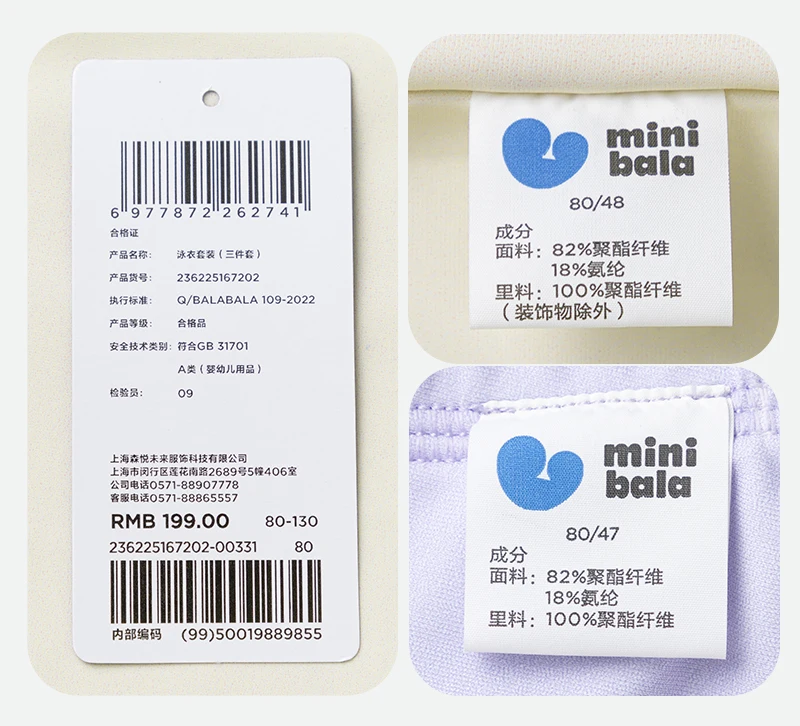 6 977872 262741
合格证
产品名称： 泳衣套装（三件套）
产品货号： 236225167202
执行标准： Q/BALABALA 109-2022
产品等级： 合格品
安全技术类别：符合GB 31701
A类（婴幼儿用品）
检验员： 09
上海森悦未来服饰科技有限公司
上海市闵行区莲花南路2689号5幢406室
公司电话0571-88907778
客服电话0571-88865557
RMB 199.00 80-130
236225167202-00331 80
内部编码 (99)50019889855
mini
bala
80/48
成分
面料：82%聚酯纤维
18%氨纶
里料：100%聚酯纤维
（装饰物除外）
mini
bala
80/47
成分
面料：82%聚酯纤维
18%氨纶
里料：100%聚酯纤维